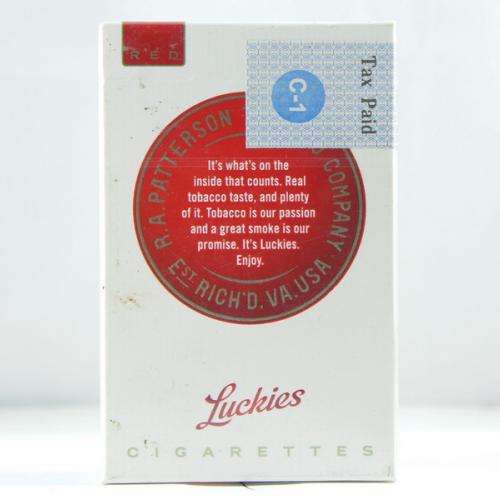 RED
Tax Paid
C-1
R.A. PATTERSON
COMPANY
EST. RICH'D. VA. USA
It's what's on the
inside that counts. Real
tobacco taste, and plenty
of it. Tobacco is our passion
and a great smoke is our
promise. It's Luckies.
Enjoy.
Luckies
CIGARETTES